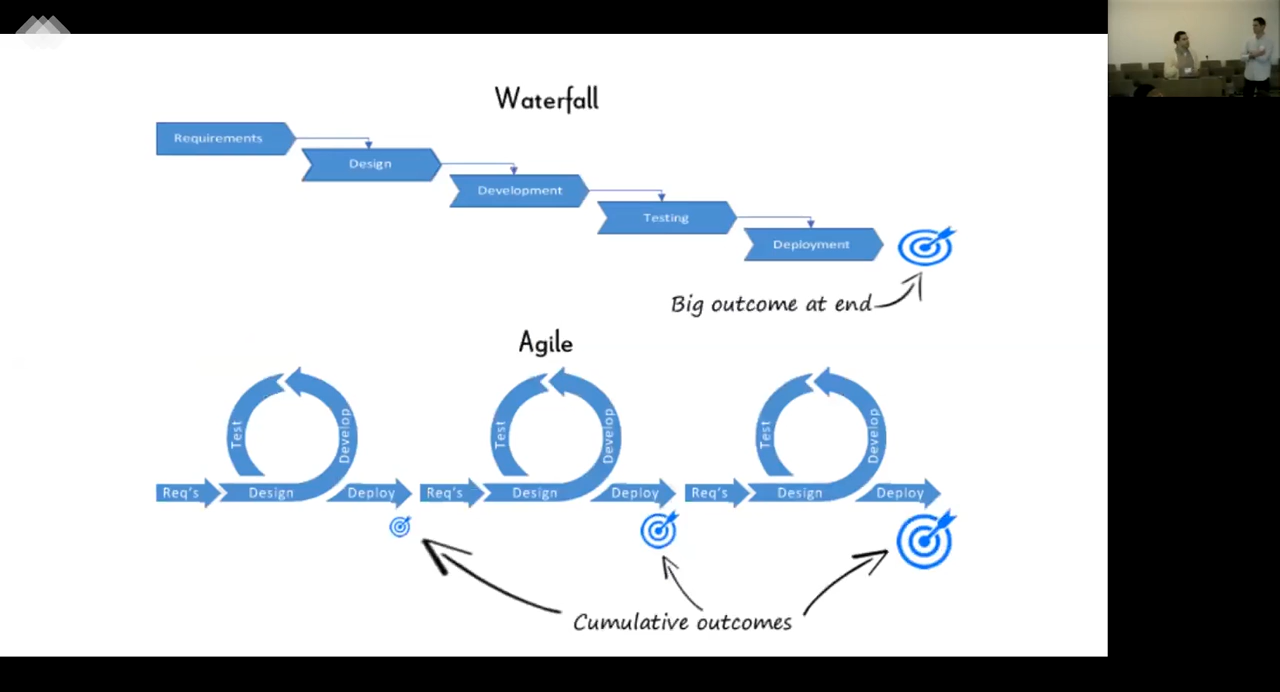 Waterfall
Requirements
Design
Development
Testing
Deployment
Big outcome at end
Agile
Test
Develop
Req's
Design
Deploy
Test
Develop
Req's
Design
Deploy
Test
Develop
Req's
Design
Deploy
Cumulative outcomes